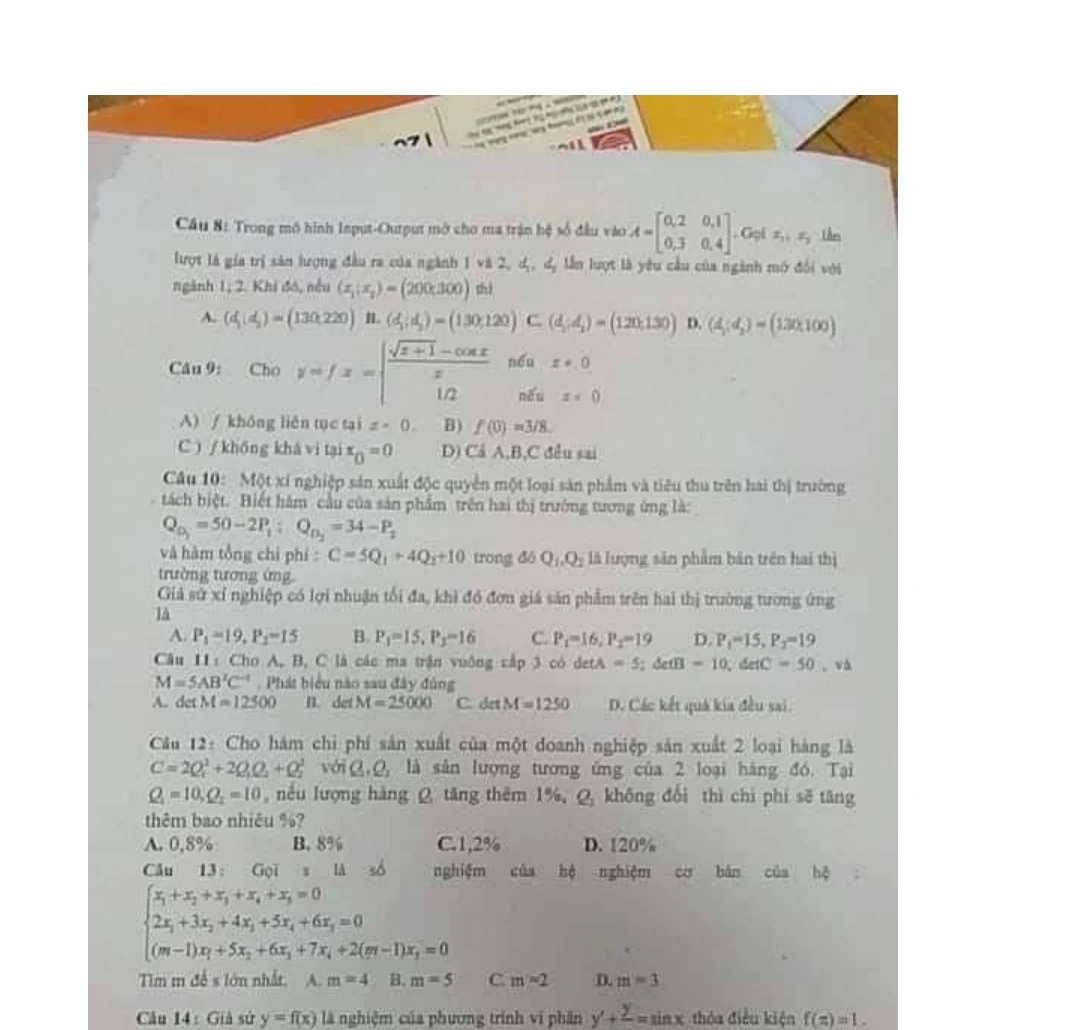 Câu 8: Trong mô hình Input-Output mở cho ma trận hệ số đầu vào A = [0,2 0,1; 0,3 0,4]. Gọi x₁, x₂ lần
lượt là gía trị sản lượng đầu ra của ngành 1 và 2, d₁, d₂ lần lượt là yêu cầu của ngành mở đối với
ngành 1; 2. Khi đó, nếu (x₁;x₂) = (200;300) thì
A. (d₁;d₂) = (130;220) B. (d₁;d₂) = (130;120) C. (d₁;d₂) = (120;130) D. (d₁;d₂) = (130;100)
Câu 9: Cho y = f x = { (√(x+1) − cos x)/x nếu x ≠ 0
1/2 nếu x = 0
A) f không liên tục tại x = 0. B) f'(0) =3/8.
C ) f không khả vi tại x₀ =0 D) Cả A,B,C đều sai
Câu 10: Một xí nghiệp sản xuất độc quyền một loại sản phẩm và tiêu thu trên hai thị trường
tách biệt. Biết hàm cầu của sản phẩm trên hai thị trường tương ứng là:
Q_D₁ = 50 − 2P₁ ; Q_D₂ = 34 − P₂
và hàm tổng chi phí : C = 5Q₁ + 4Q₂+10 trong đó Q₁,Q₂ là lượng sản phẩm bán trên hai thị
trường tương ứng.
Giả sử xí nghiệp có lợi nhuận tối đa, khi đó đơn giá sản phẩm trên hai thị trường tương ứng
là
A. P₁=19, P₂=15 B. P₁=15, P₂=16 C. P₁=16, P₂=19 D. P₁=15, P₂=19
Câu 11: Cho A, B, C là các ma trận vuông cấp 3 có detA = 5; detB = 10, detC = 50 , và
M = 5AB²C⁻¹ . Phát biểu nào sau đây đúng
A. det M = 12500 B. det M = 25000 C. det M = 1250 D. Các kết quả kia đều sai.
Câu 12: Cho hàm chi phí sản xuất của một doanh nghiệp sản xuất 2 loại hàng là
C = 2Q₁² + 2Q₁Q₂ + Q₂² với Q₁,Q₂ là sản lượng tương ứng của 2 loại hàng đó. Tại
Q₁ = 10, Q₂ = 10 , nếu lượng hàng Q₁ tăng thêm 1%, Q₂ không đổi thì chi phí sẽ tăng
thêm bao nhiêu %?
A. 0,8% B. 8% C.1,2% D. 120%
Câu 13: Gọi s là số nghiệm của hệ nghiệm cơ bản của hệ :
{ x₁ + x₂ + x₃ + x₄ + x₅ = 0
2x₁ + 3x₂ + 4x₃ + 5x₄ + 6x₅ = 0
(m−1)x₁ + 5x₂ + 6x₃ + 7x₄ + 2(m−1)x₅ = 0
Tìm m để s lớn nhất. A. m = 4 B. m = 5 C. m =2 D. m = 3
Câu 14: Giả sử y = f(x) là nghiệm của phương trình vi phân y' + y = sin x thỏa điều kiện f(π) = 1 .